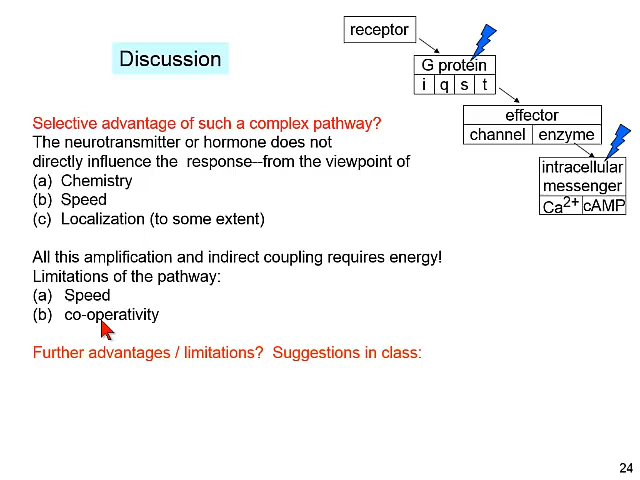 receptor
Discussion
G protein
i q s t
effector
channel enzyme
intracellular
messenger
Ca2+ cAMP
Selective advantage of such a complex pathway?
The neurotransmitter or hormone does not
directly influence the response--from the viewpoint of
(a) Chemistry
(b) Speed
(c) Localization (to some extent)
All this amplification and indirect coupling requires energy!
Limitations of the pathway:
(a) Speed
(b) co-operativity
Further advantages / limitations? Suggestions in class:
24